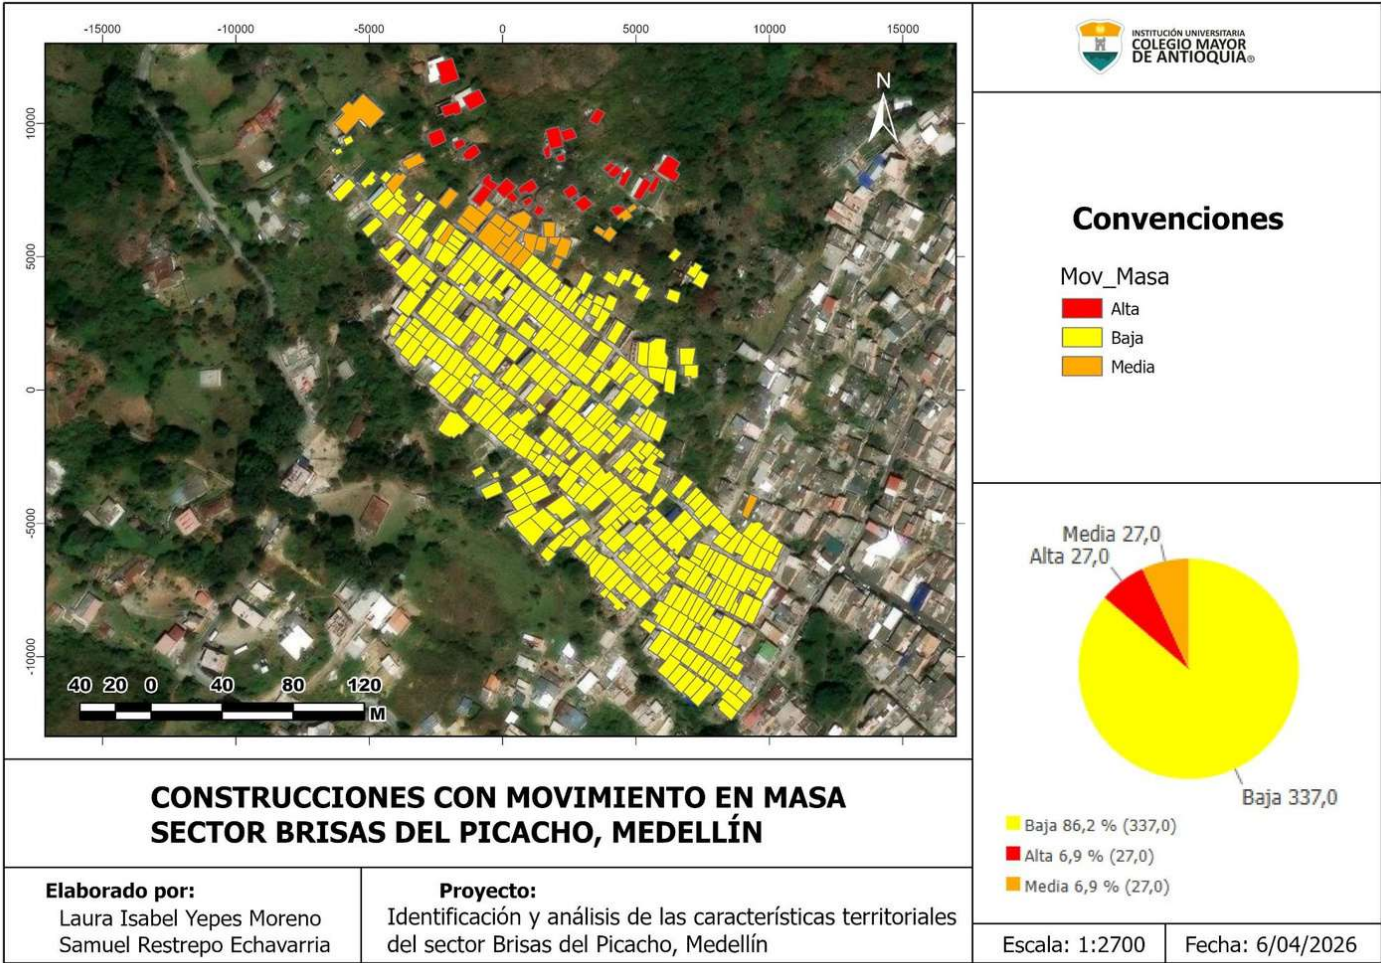 -15000 -10000 -5000 0 5000 10000 15000
10000
5000
0
-5000
-10000
N
40 20 0 40 80 120
M
INSTITUCIÓN UNIVERSITARIA
COLEGIO MAYOR
DE ANTIOQUIA®
Convenciones
Mov_Masa
Alta
Baja
Media
Media 27,0
Alta 27,0
Baja 337,0
Baja 86,2 % (337,0)
Alta 6,9 % (27,0)
Media 6,9 % (27,0)
CONSTRUCCIONES CON MOVIMIENTO EN MASA
SECTOR BRISAS DEL PICACHO, MEDELLÍN
Elaborado por:
Laura Isabel Yepes Moreno
Samuel Restrepo Echavarria
Proyecto:
Identificación y análisis de las características territoriales
del sector Brisas del Picacho, Medellín
Escala: 1:2700
Fecha: 6/04/2026